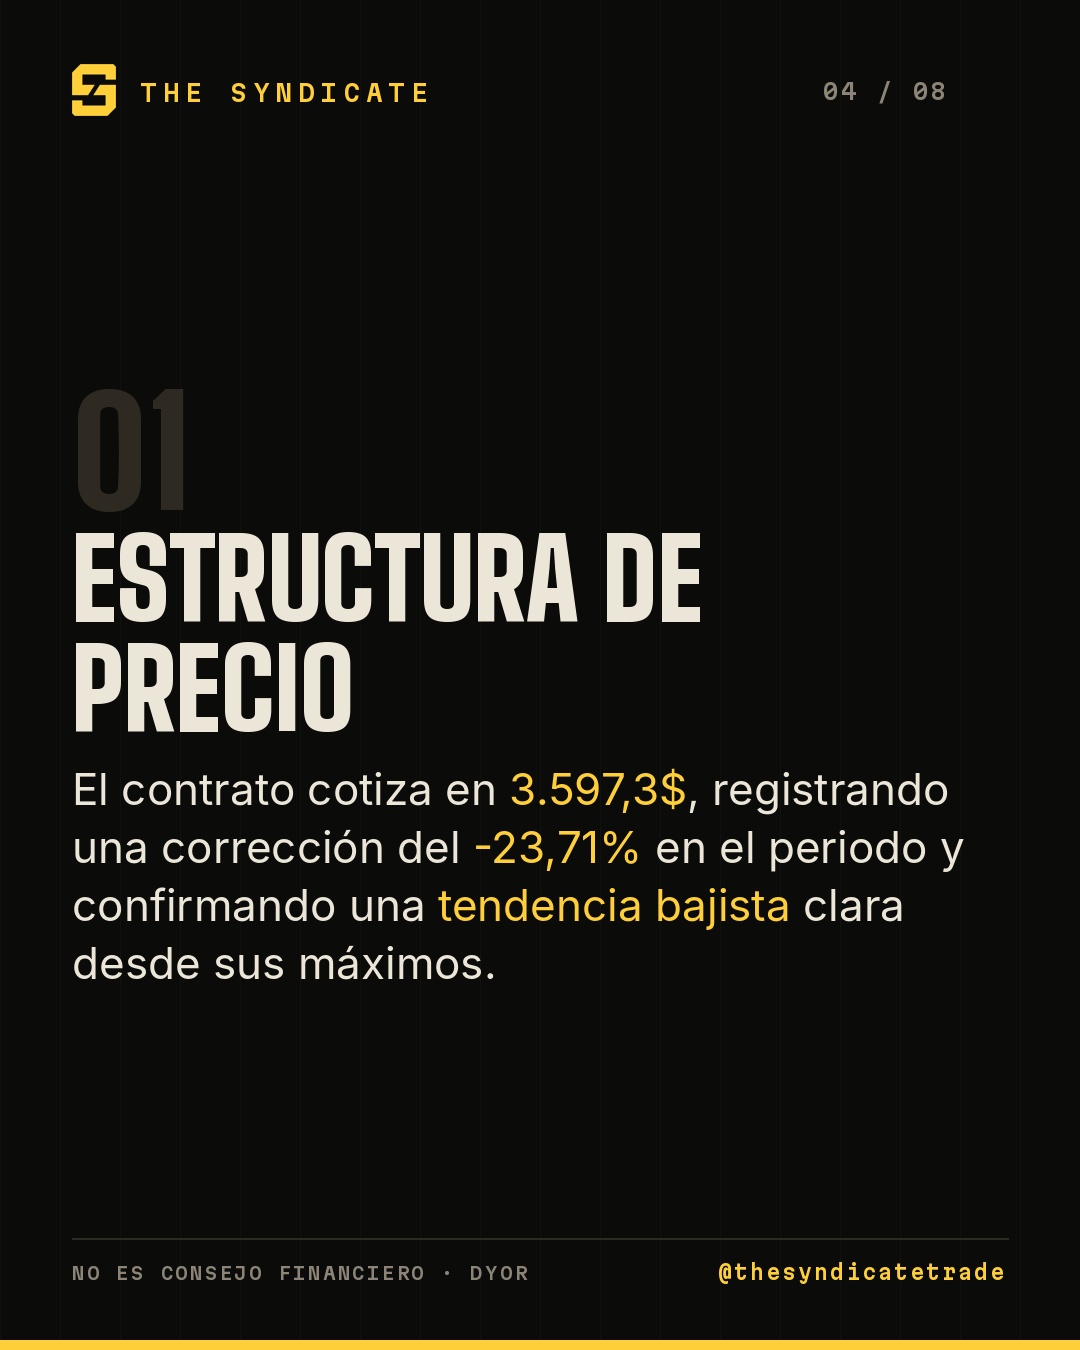 THE SYNDICATE
04 / 08
01
ESTRUCTURA DE
PRECIO
El contrato cotiza en 3.597,3$, registrando
una corrección del -23,71% en el periodo y
confirmando una tendencia bajista clara
desde sus máximos.
NO ES CONSEJO FINANCIERO · DYOR
@thesyndicatetrade